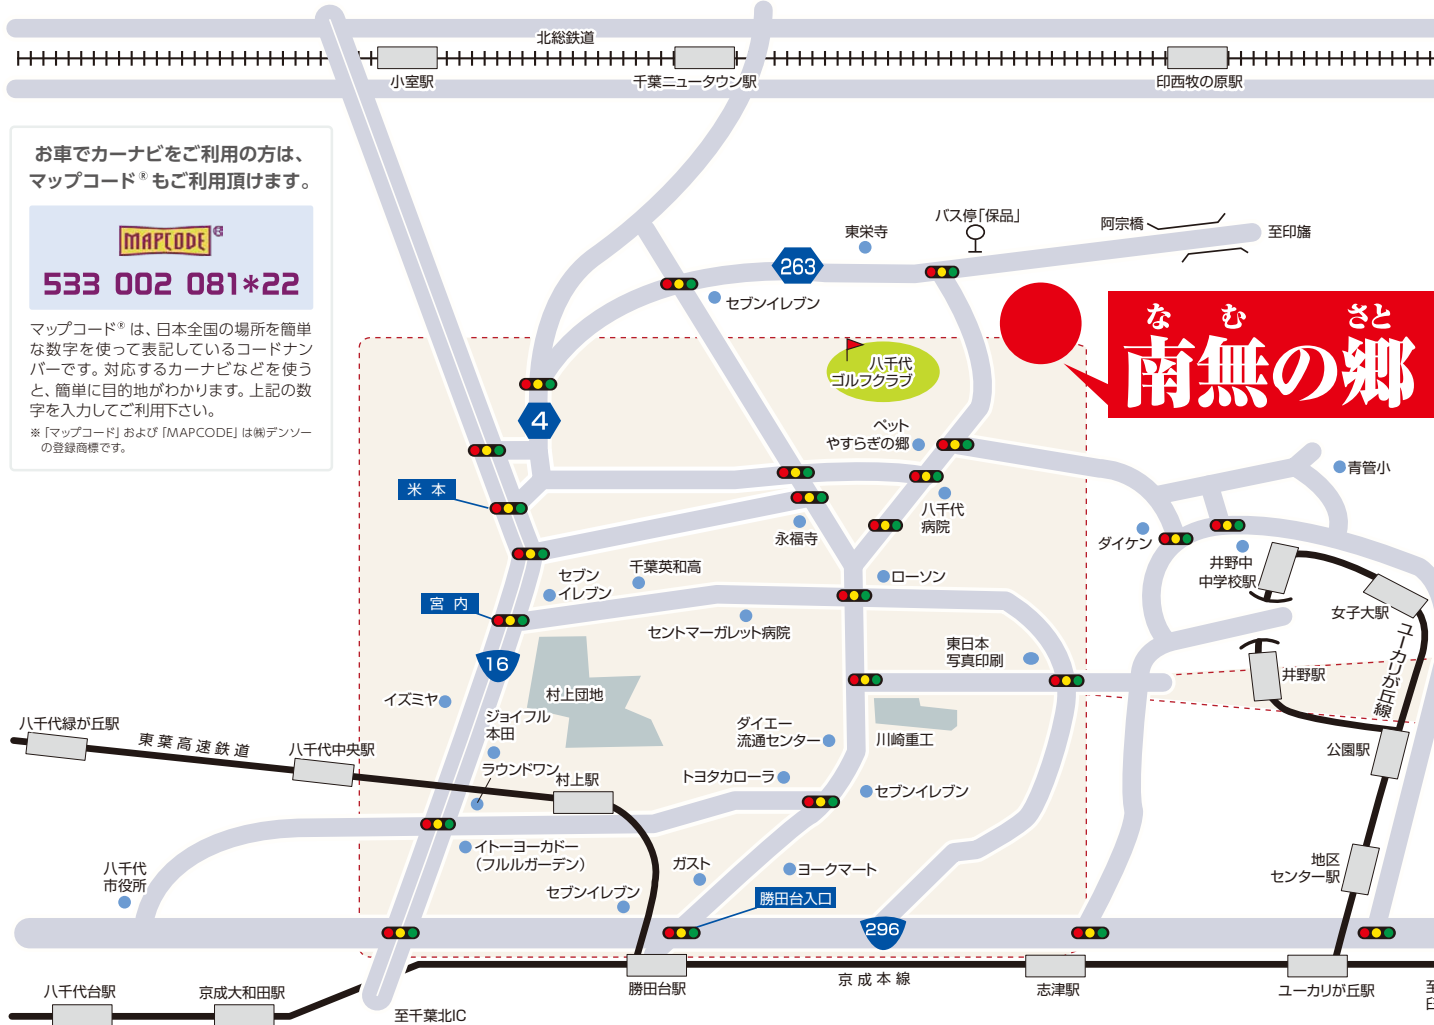 北総鉄道
小室駅
千葉ニュータウン駅
印西牧の原駅
お車でカーナビをご利用の方は、
マップコード®もご利用頂けます。
MAPCODE
533 002 081*22
マップコード®は、日本全国の場所を簡単
な数字を使って表記しているコードナン
バーです。対応するカーナビなどを使う
と、簡単に目的地がわかります。上記の数
字を入力してご利用下さい。
※「マップコード」および「MAPCODE」は㈱デンソー
の登録商標です。
バス停「保品」
阿宗橋
至印旛
東栄寺
263
セブンイレブン
なむさと
南無の郷
八千代
ゴルフクラブ
4
ペット
やすらぎの郷
米本
青管小
八千代
病院
永福寺
ダイケン
井野中
中学校駅
女子大駅
ユーカリが丘線
千葉英和高
セブン
イレブン
ローソン
宮内
セントマーガレット病院
東日本
写真印刷
16
井野駅
村上団地
イズミヤ
ジョイフル
本田
ダイエー
流通センター
川崎重工
公園駅
八千代緑が丘駅
東葉高速鉄道
八千代中央駅
ラウンドワン
村上駅
トヨタカローラ
セブンイレブン
イトーヨーカドー
(フルルガーデン)
八千代
市役所
ガスト
ヨークマート
地区
センター駅
セブンイレブン
勝田台入口
296
勝田台駅
京成本線
志津駅
ユーカリが丘駅
八千代台駅
京成大和田駅
至千葉北IC
至